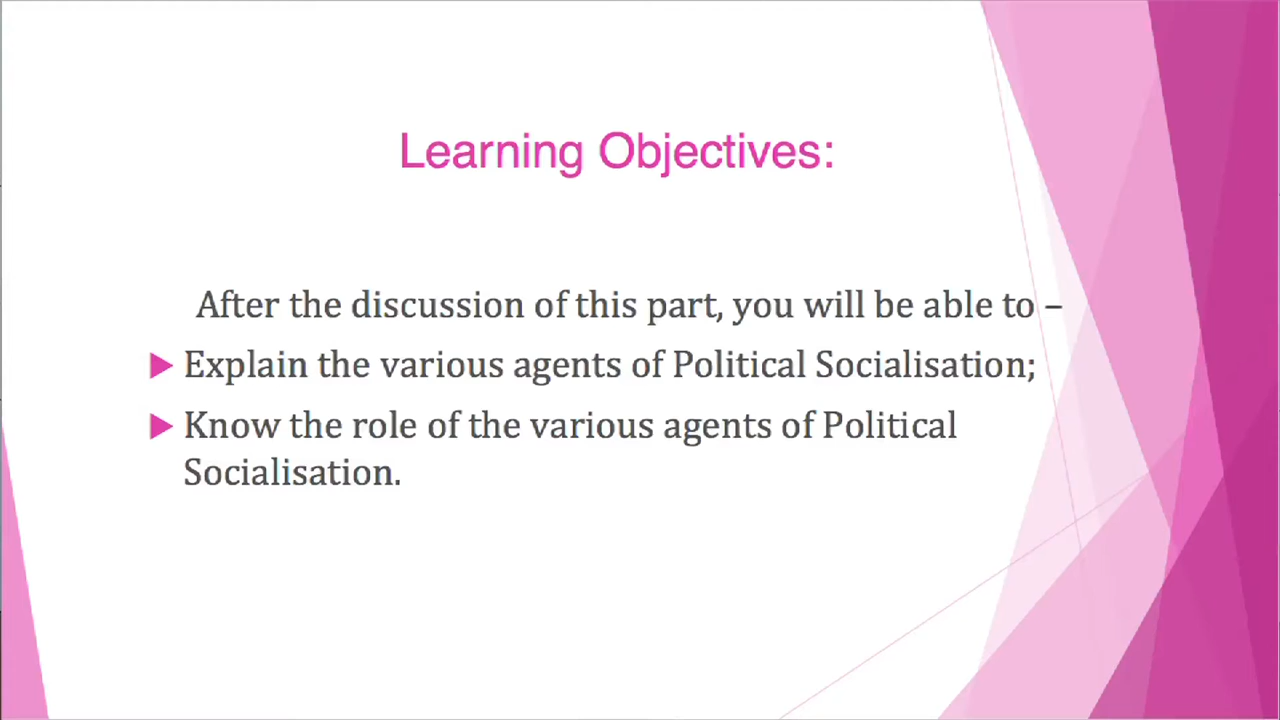 Learning Objectives:
After the discussion of this part, you will be able to –
Explain the various agents of Political Socialisation;
Know the role of the various agents of Political
Socialisation.